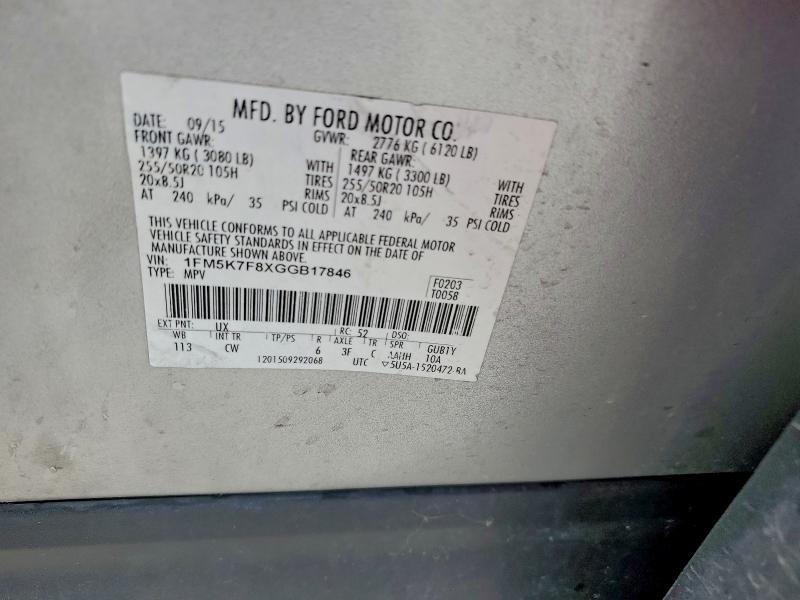 MFD. BY FORD MOTOR CO.
DATE: 09/15 GVWR: 2776 KG ( 6120 LB)
FRONT GAWR: REAR GAWR:
1397 KG ( 3080 LB) WITH 1497 KG ( 3300 LB) WITH
255/50R20 105H TIRES 255/50R20 105H TIRES
20x8.5J RIMS 20x8.5J RIMS
AT 240 kPa/ 35 PSI COLD AT 240 kPa/ 35 PSI COLD
THIS VEHICLE CONFORMS TO ALL APPLICABLE FEDERAL MOTOR
VEHICLE SAFETY STANDARDS IN EFFECT ON THE DATE OF
MANUFACTURE SHOWN ABOVE.
VIN: 1FM5K7F8XGGB17846
TYPE: MPV
F0203
T0058
EXT PNT: UX RC: 52 DSO:
WB INT TR TP/PS R AXLE TR SPR GUB1Y
113 CW 6 3F C AAHH 10A
1201509292068 UTC 5U5A-1520472-BA